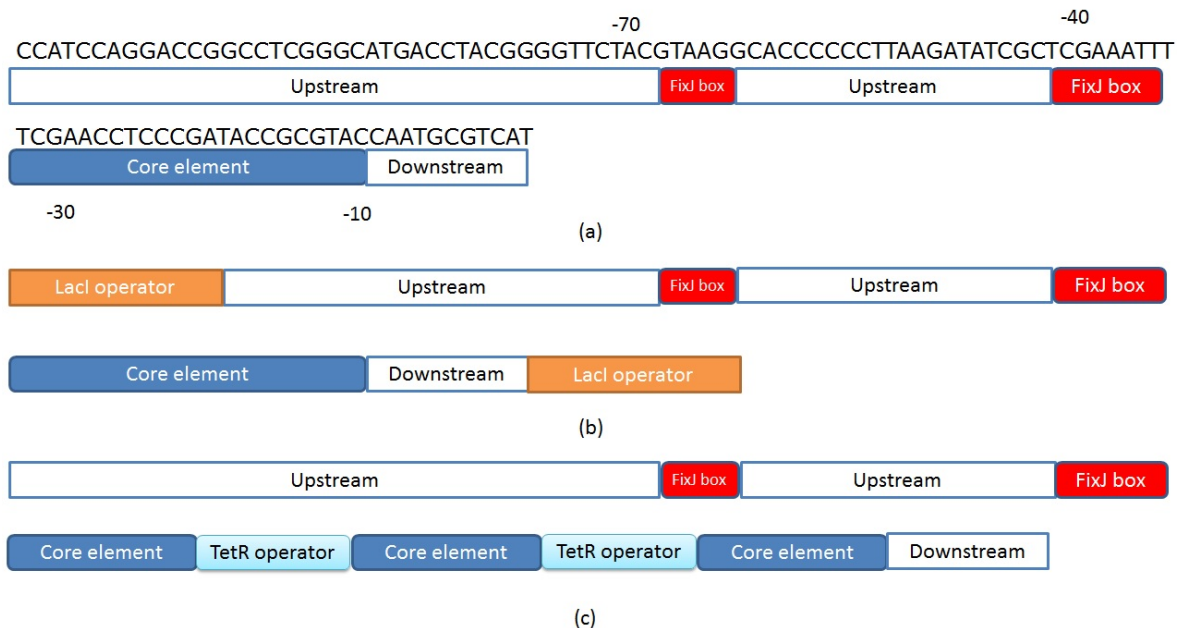 -70 -40
CCATCCAGGACCGGCCTCGGGCATGACCTACGGGGTTCTACGTAAGGCACCCCCCTTAAGATATCGCTCGAAATTT
Upstream FixJ box Upstream FixJ box
TCGAACCTCCCGATACCGCGTACCAATGCGTCAT
Core element Downstream
-30 -10
(a)
LacI operator Upstream FixJ box Upstream FixJ box
Core element Downstream LacI operator
(b)
Upstream FixJ box Upstream FixJ box
Core element TetR operator Core element TetR operator Core element Downstream
(c)